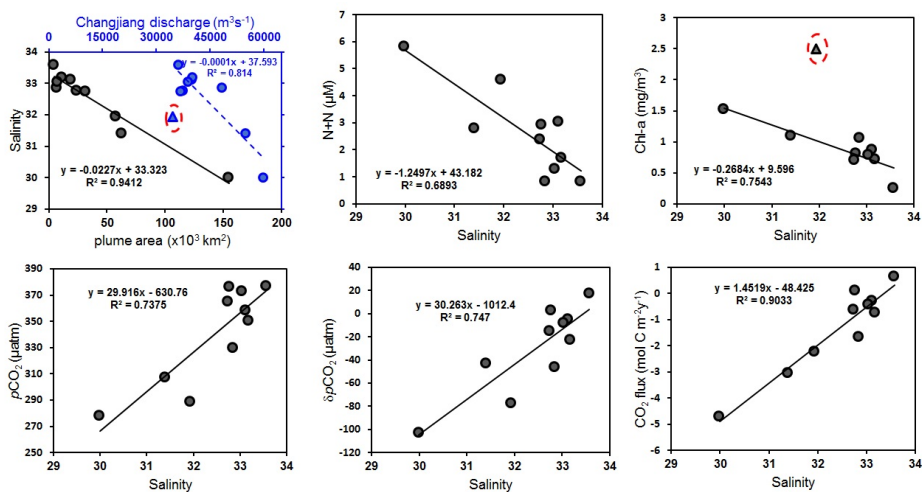 Changjiang discharge (m³s⁻¹)
0 15000 30000 45000 60000
34
33
32
31
30
29
Salinity
y = -0.0001x + 37.593
R² = 0.814
y = -0.0227x + 33.323
R² = 0.9412
0 50 100 150 200
plume area (x10³ km²)
7
6
5
4
3
2
1
0
N+N (µM)
y = -1.2497x + 43.182
R² = 0.6893
29 30 31 32 33 34
Salinity
3
2.5
2
1.5
1
0.5
0
Chl-a (mg/m³)
y = -0.2684x + 9.596
R² = 0.7543
29 30 31 32 33 34
Salinity
390
370
350
330
310
290
270
250
pCO₂ (µatm)
y = 29.916x - 630.76
R² = 0.7375
29 30 31 32 33 34
Salinity
40
20
0
-20
-40
-60
-80
-100
-120
δpCO₂ (µatm)
y = 30.263x - 1012.4
R² = 0.747
29 30 31 32 33 34
Salinity
1
0
-1
-2
-3
-4
-5
-6
CO₂ flux (mol C m⁻²y⁻¹)
y = 1.4519x - 48.425
R² = 0.9033
29 30 31 32 33 34
Salinity